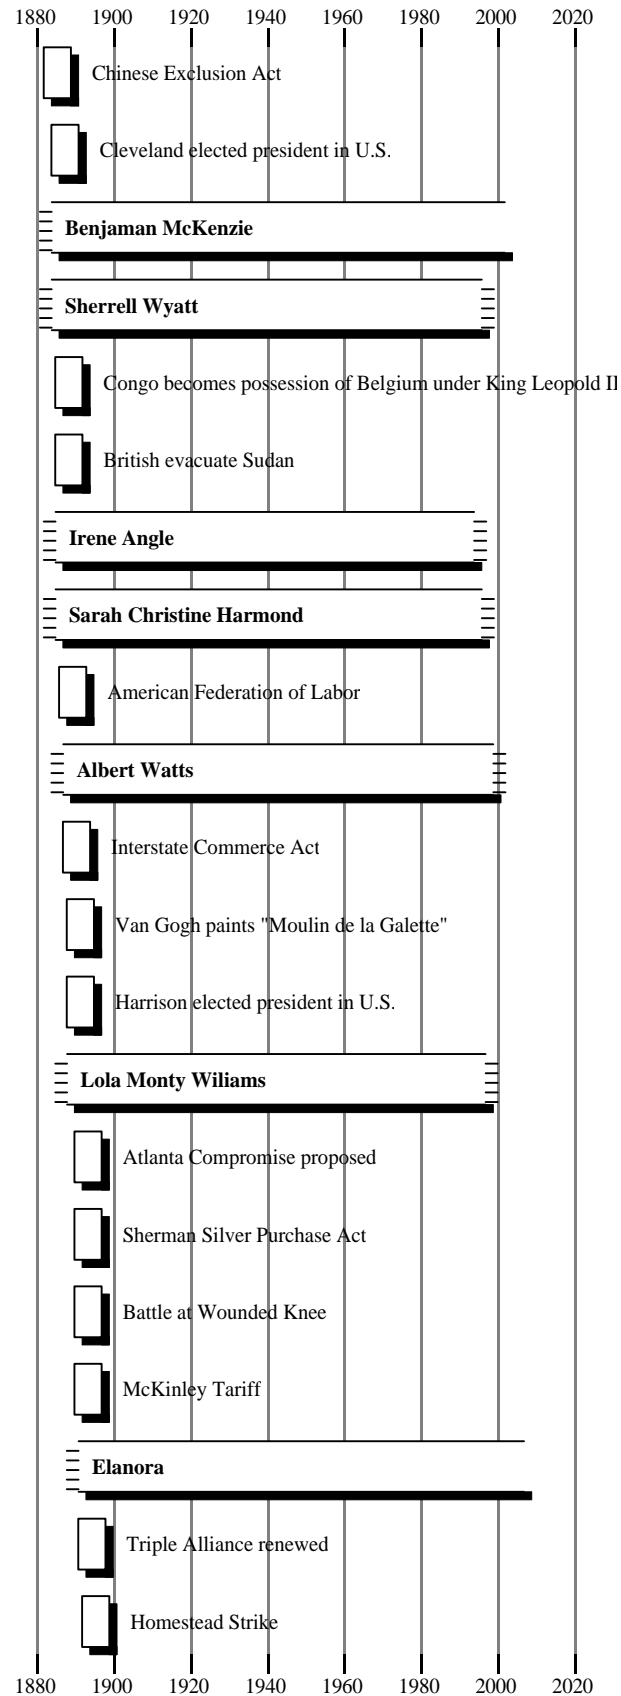 1880 1900 1920 1940 1960 1980 2000 2020
Chinese Exclusion Act
Cleveland elected president in U.S.
Benjaman McKenzie
Sherrell Wyatt
Congo becomes possession of Belgium under King Leopold II
British evacuate Sudan
Irene Angle
Sarah Christine Harmond
American Federation of Labor
Albert Watts
Interstate Commerce Act
Van Gogh paints "Moulin de la Galette"
Harrison elected president in U.S.
Lola Monty Wiliams
Atlanta Compromise proposed
Sherman Silver Purchase Act
Battle at Wounded Knee
McKinley Tariff
Elanora
Triple Alliance renewed
Homestead Strike
1880 1900 1920 1940 1960 1980 2000 2020